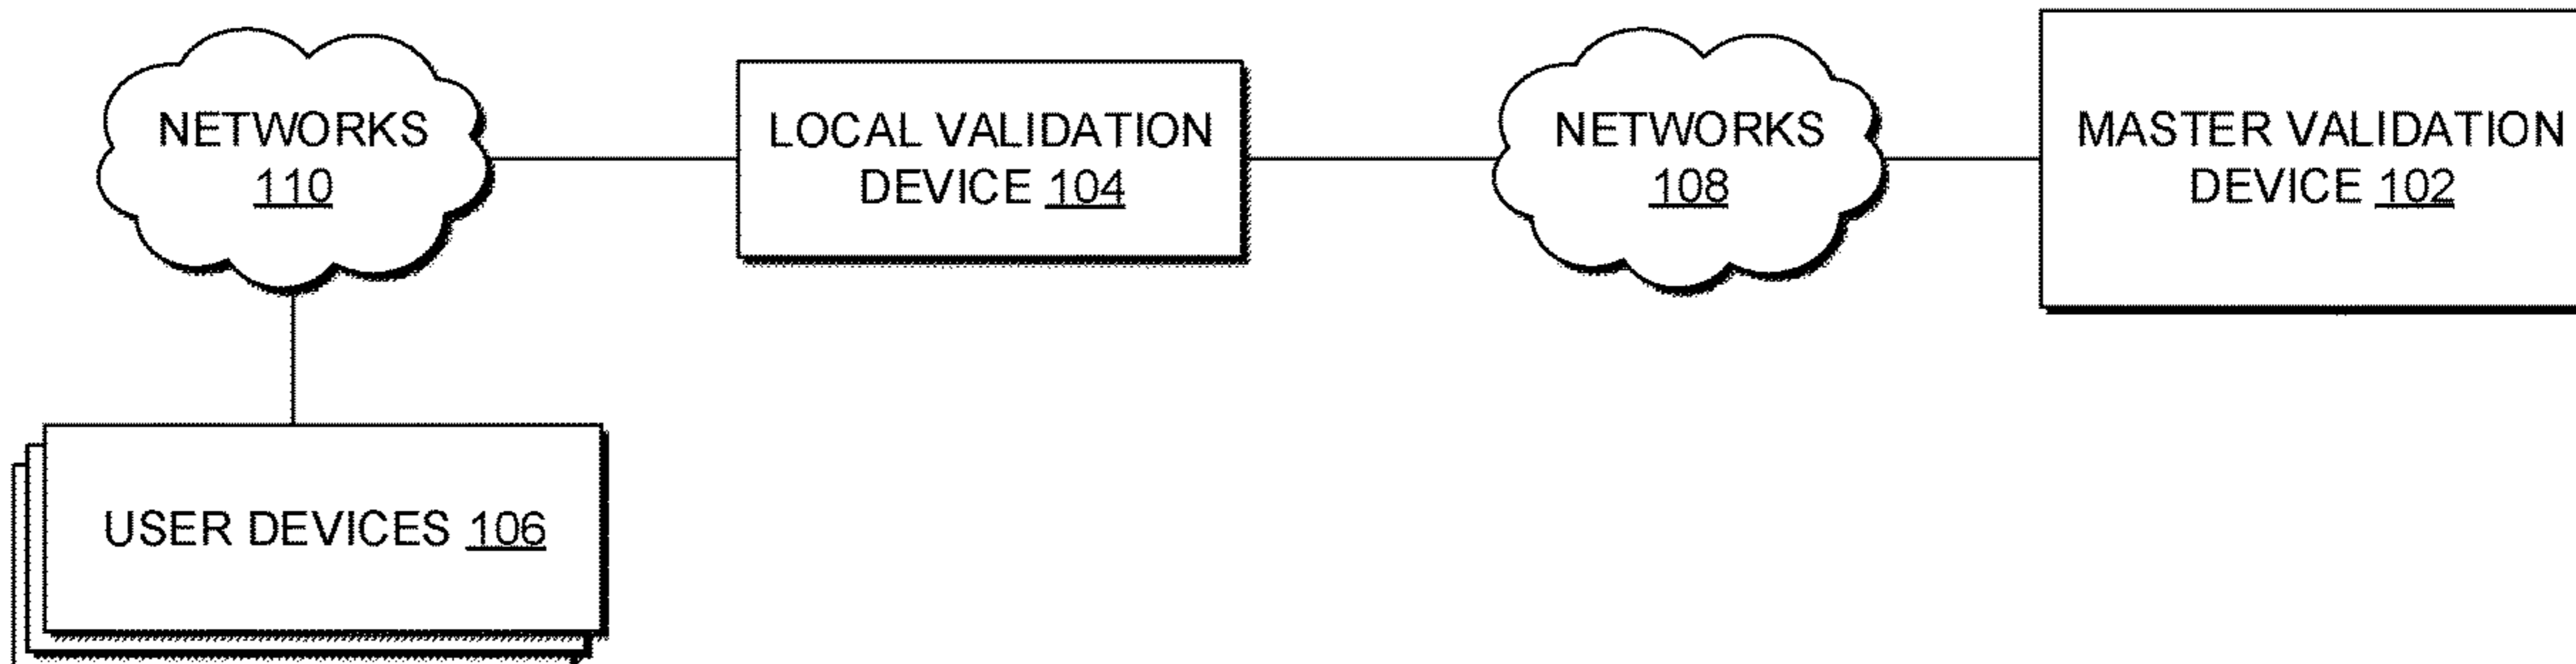 NETWORKS
110
LOCAL VALIDATION
DEVICE 104
NETWORKS
108
MASTER VALIDATION
DEVICE 102
USER DEVICES 106